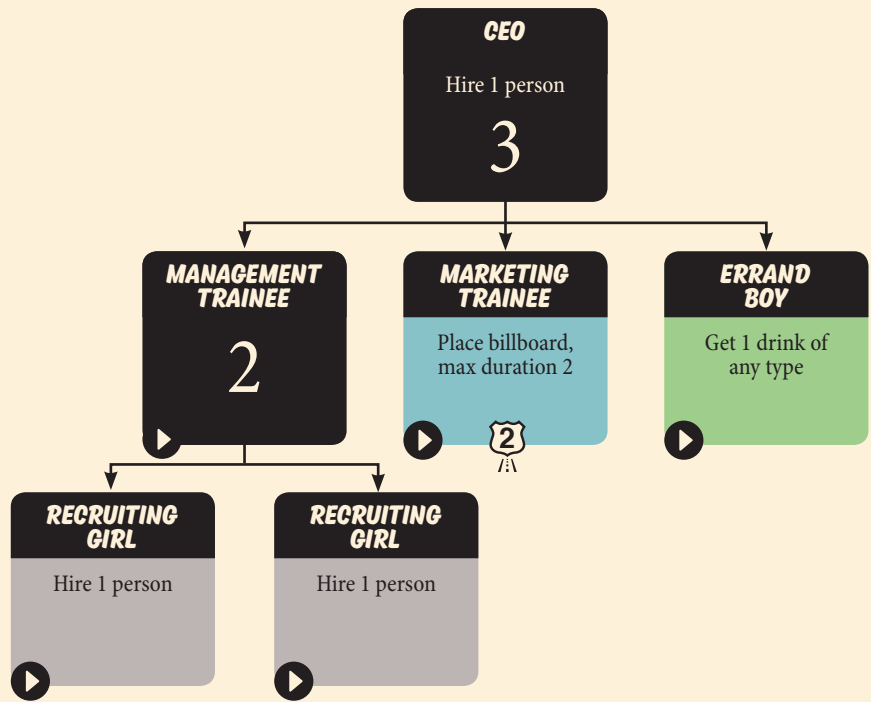 CEO
Hire 1 person
3
MANAGEMENT
TRAINEE
2
MARKETING
TRAINEE
Place billboard,
max duration 2
2
ERRAND
BOY
Get 1 drink of
any type
RECRUITING
GIRL
Hire 1 person
RECRUITING
GIRL
Hire 1 person